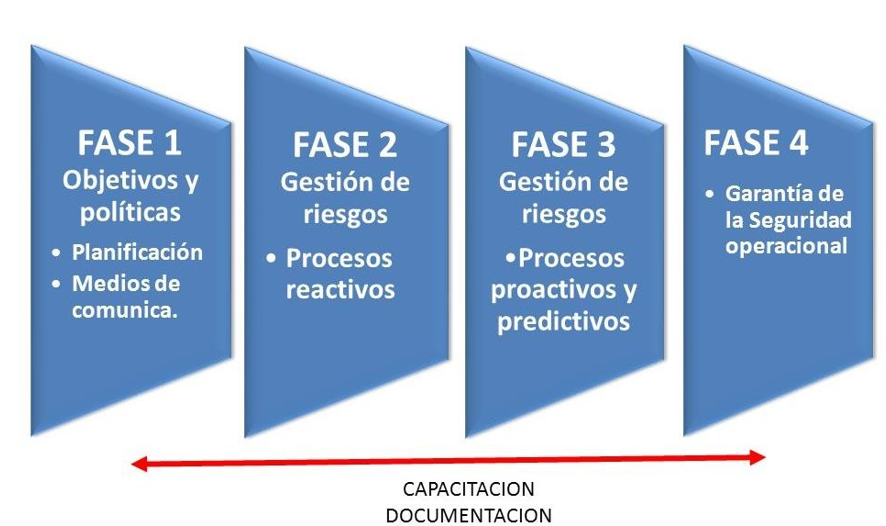 FASE 1
Objetivos y
políticas
• Planificación
• Medios de
comunica.
FASE 2
Gestión de
riesgos
• Procesos
reactivos
FASE 3
Gestión de
riesgos
•Procesos
proactivos y
predictivos
FASE 4
• Garantía de
la Seguridad
operacional
CAPACITACION
DOCUMENTACION